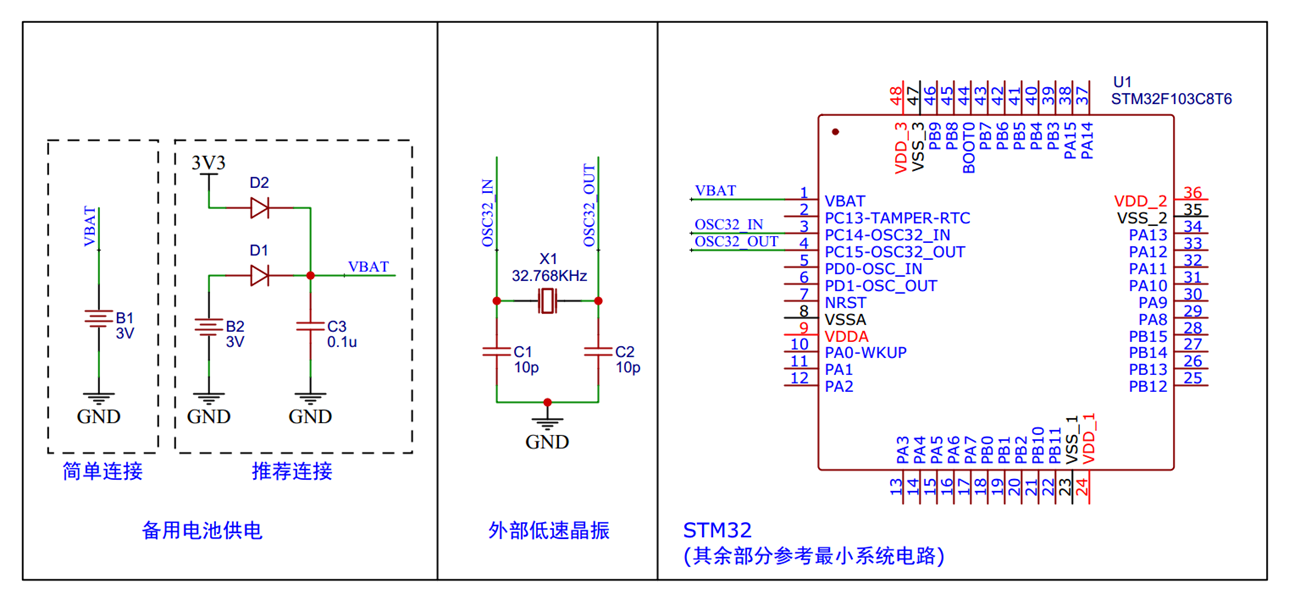 VBAT
B1
3V
GND
简单连接
3V3
D2
D1
VBAT
B2
3V
C3
0.1u
GND
GND
推荐连接
备用电池供电
OSC32_IN
OSC32_OUT
X1
32.768KHz
C1
10p
C2
10p
GND
外部低速晶振
U1
STM32F103C8T6
48 47 46 45 44 43 42 41 40 39 38 37
VDD_3 VSS_3 PB9 PB8 BOOT0 PB7 PB6 PB5 PB4 PB3 PA15 PA14
VBAT 1 VBAT
2 PC13-TAMPER-RTC
OSC32_IN 3 PC14-OSC32_IN
OSC32_OUT 4 PC15-OSC32_OUT
5 PD0-OSC_IN
6 PD1-OSC_OUT
7 NRST
8 VSSA
9 VDDA
10 PA0-WKUP
11 PA1
12 PA2
VDD_2 36
VSS_2 35
PA13 34
PA12 33
PA11 32
PA10 31
PA9 30
PA8 29
PB15 28
PB14 27
PB13 26
PB12 25
PA3 PA4 PA5 PA6 PA7 PB0 PB1 PB2 PB10 PB11 VSS_1 VDD_1
13 14 15 16 17 18 19 20 21 22 23 24
STM32
(其余部分参考最小系统电路)